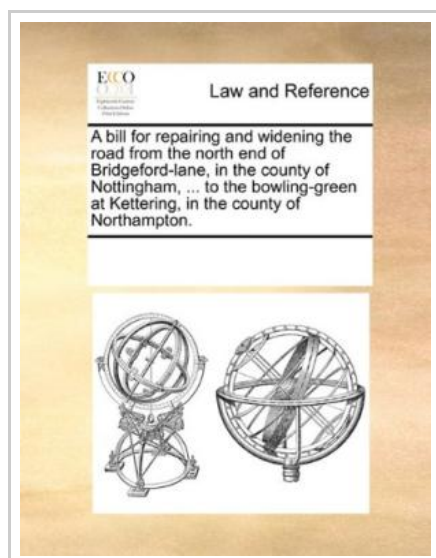 ECCO
Law and Reference
A bill for repairing and widening the
road from the north end of
Bridgeford-lane, in the county of
Nottingham, ... to the bowling-green
at Kettering, in the county of
Northampton.